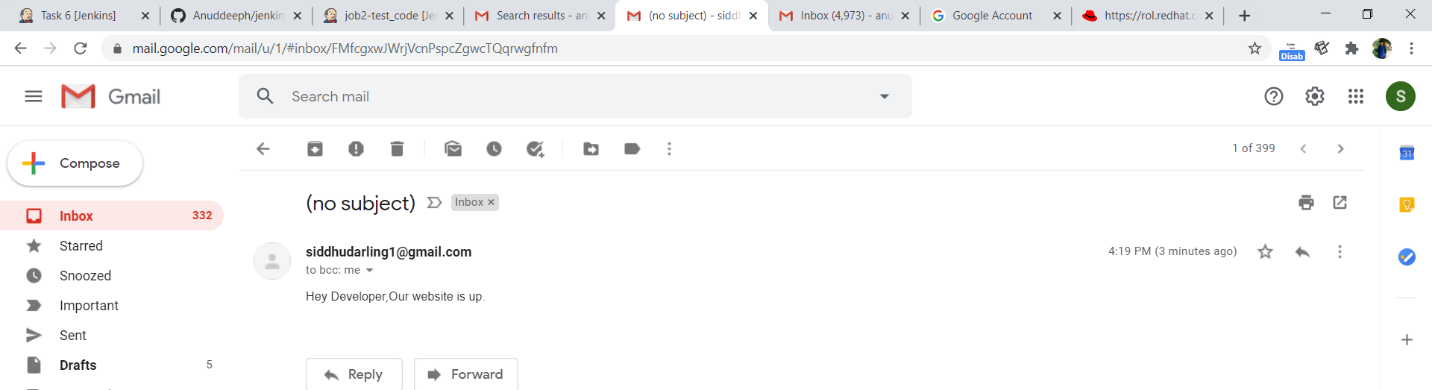 Task 6 [Jenkins]
Anuddeeph/jenkin
job2-test_code [Je
Search results - an
(no subject) - sidd
Inbox (4,973) - anu
Google Account
https://rol.redhat.c
mail.google.com/mail/u/1/#inbox/FMfcgxwJWrjVcnPspcZgwcTQqrwgfnfm
Disab
Gmail
Search mail
S
Compose
1 of 399
31
(no subject)
Inbox ×
Inbox 332
siddhudarling1@gmail.com
4:19 PM (3 minutes ago)
to bcc: me
Starred
Snoozed
Hey Developer,Our website is up.
Important
Sent
Drafts 5
Reply
Forward